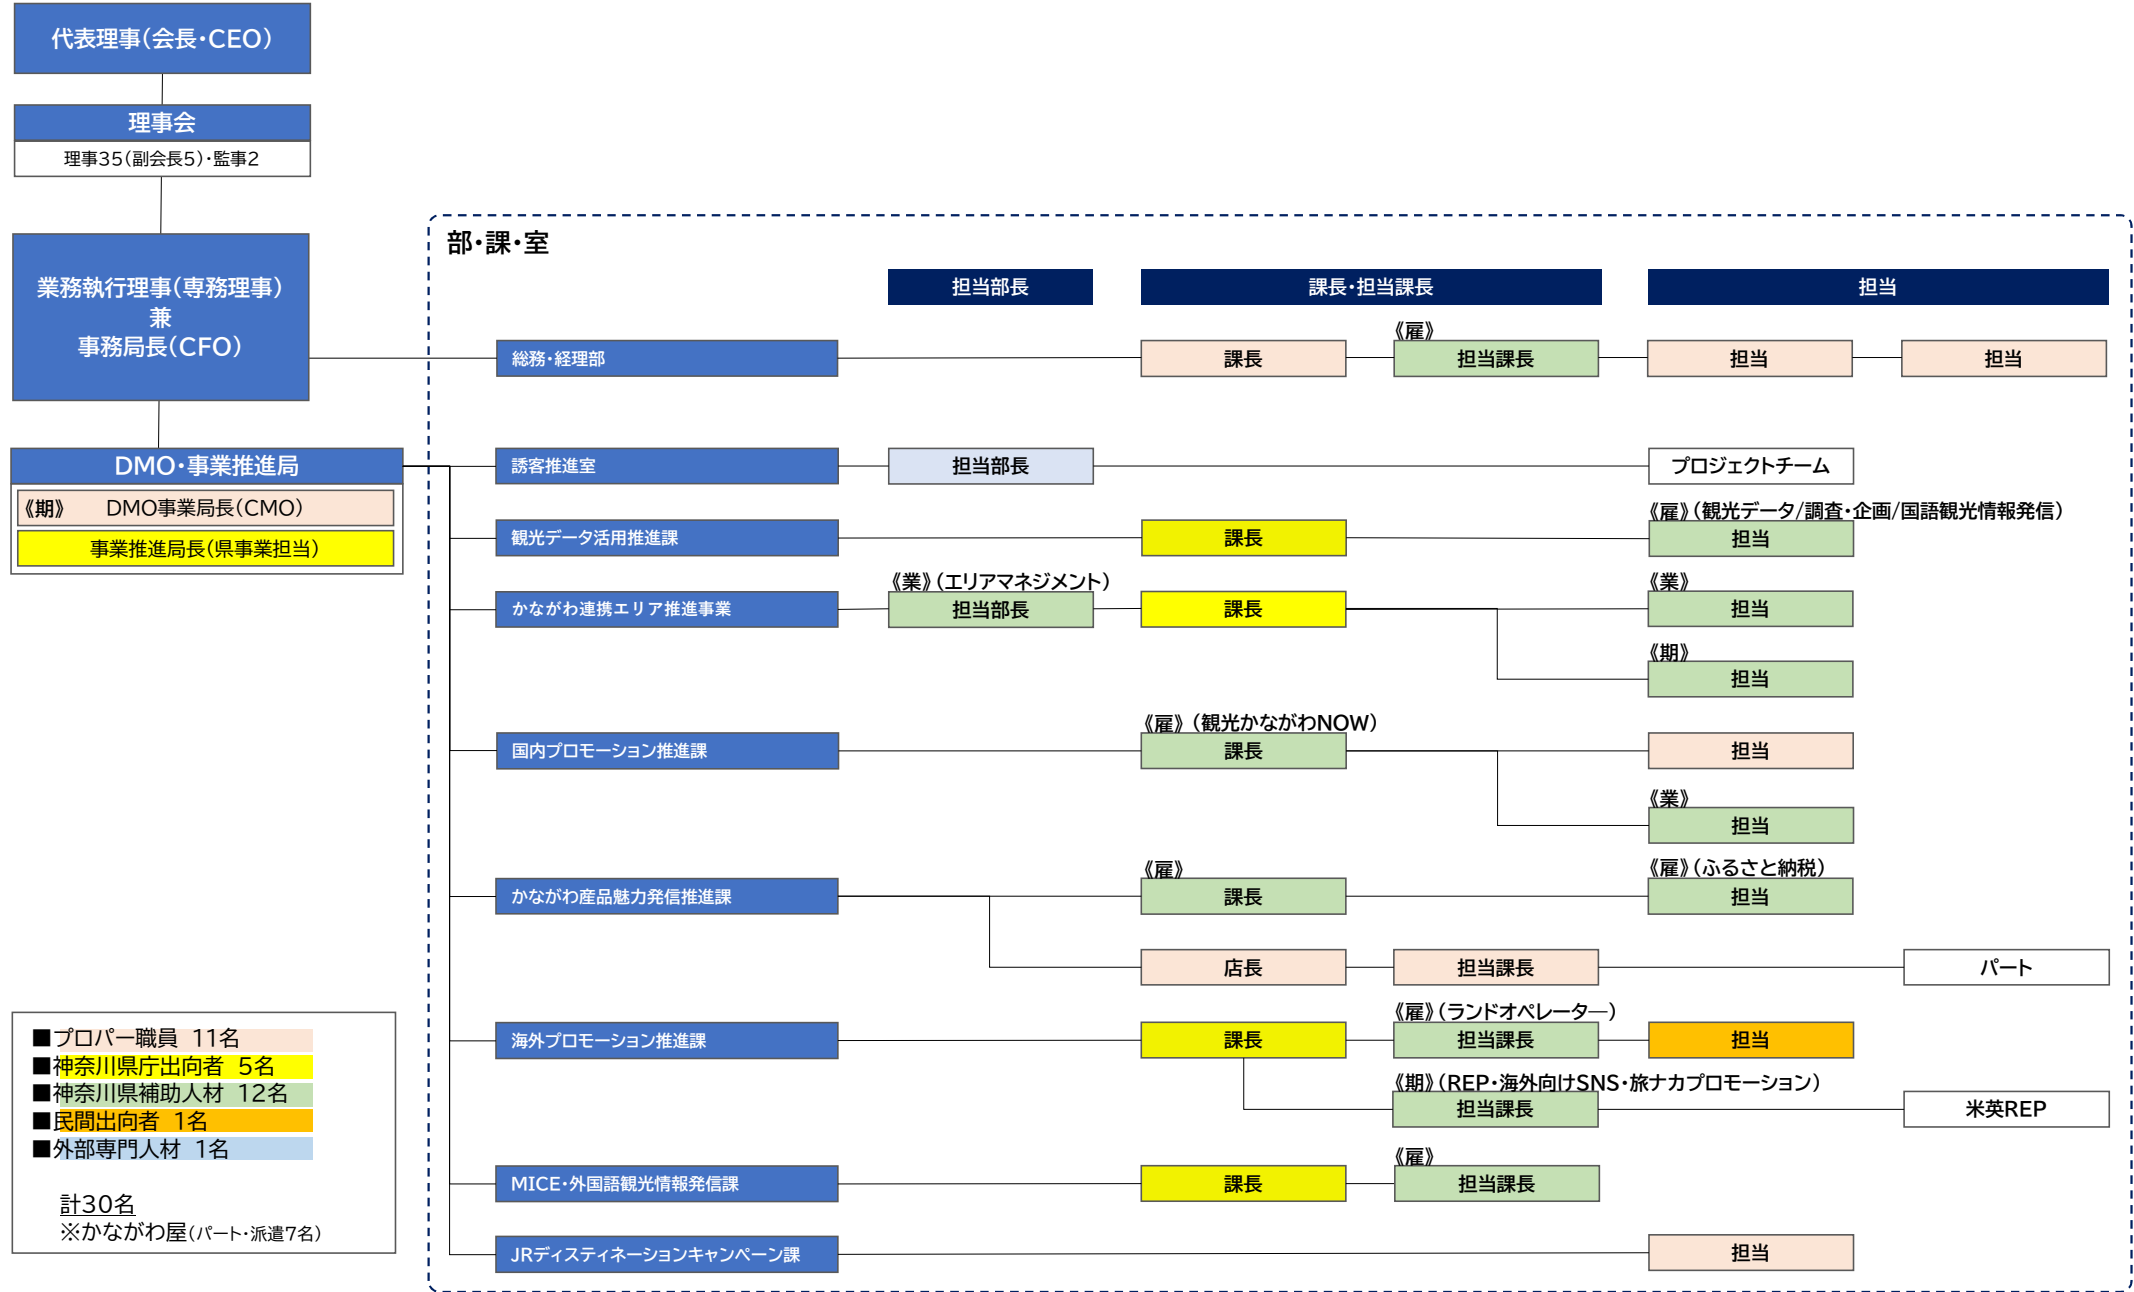 代表理事(会長・CEO)
理事会
理事35(副会長5)・監事2
業務執行理事(専務理事)
兼
事務局長(CFO)
DMO・事業推進局
《期》 DMO事業局長(CMO)
事業推進局長(県事業担当)
部・課・室
担当部長 課長・担当課長 担当
《雇》
総務・経理部 課長 担当課長 担当 担当
誘客推進室 担当部長 プロジェクトチーム
《雇》(観光データ/調査・企画/国語観光情報発信)
観光データ活用推進課 課長 担当
《業》(エリアマネジメント) 《業》
かながわ連携エリア推進事業 担当部長 課長 担当
《期》
担当
《雇》(観光かながわNOW)
国内プロモーション推進課 課長 担当
《業》
担当
《雇》 《雇》(ふるさと納税)
かながわ産品魅力発信推進課 課長 担当
店長 担当課長 パート
《雇》(ランドオペレーター―)
海外プロモーション推進課 課長 担当課長 担当
《期》(REP・海外向けSNS・旅ナカプロモーション)
担当課長 米英REP
《雇》
MICE・外国語観光情報発信課 課長 担当課長
JRディスティネーションキャンペーン課 担当
■プロパー職員 11名
■神奈川県庁出向者 5名
■神奈川県補助人材 12名
■民間出向者 1名
■外部専門人材 1名
計30名
※かながわ屋(パート・派遣7名)